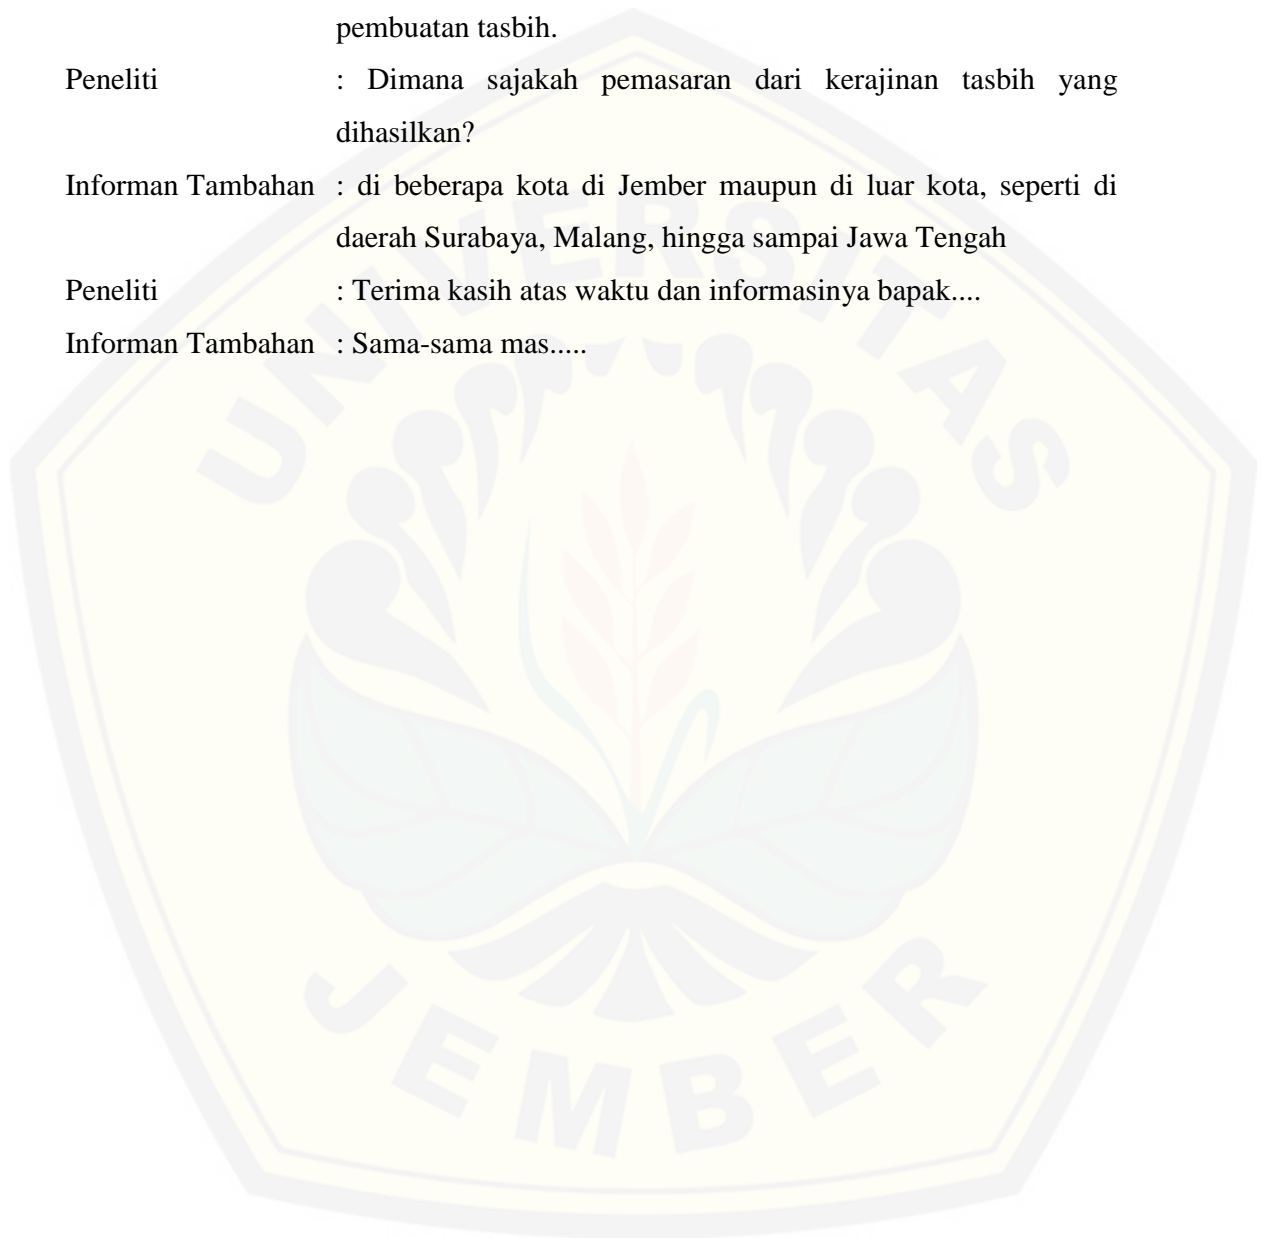 pembuatan tasbih.
Peneliti : Dimana sajakah pemasaran dari kerajinan tasbih yang
dihasilkan?
Informan Tambahan : di beberapa kota di Jember maupun di luar kota, seperti di
daerah Surabaya, Malang, hingga sampai Jawa Tengah
Peneliti : Terima kasih atas waktu dan informasinya bapak....
Informan Tambahan : Sama-sama mas.....
UNIVERSITAS
JEMBER